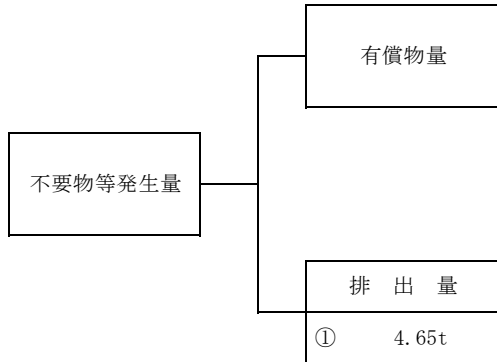 有償物量
不要物等発生量
排　出　量
①　4.65t